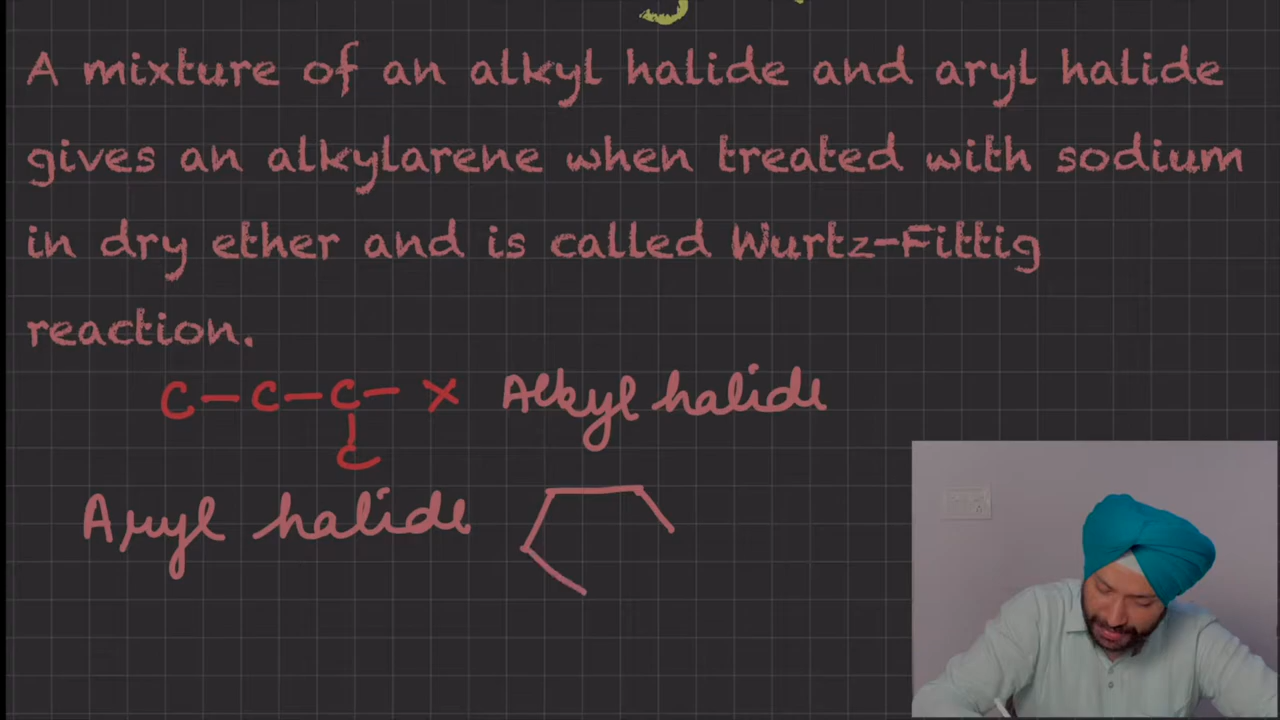 A mixture of an alkyl halide and aryl halide
gives an alkylarene when treated with sodium
in dry ether and is called Wurtz-Fittig
reaction.
C - C - C - X Alkyl halide
C
Aryl halide